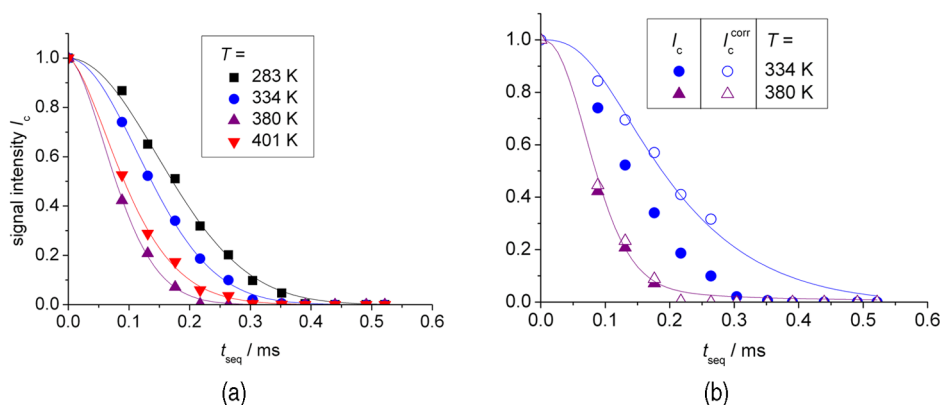 T =
283 K
334 K
380 K
401 K
signal intensity I_c
1.0
0.8
0.6
0.4
0.2
0.0
0.0 0.1 0.2 0.3 0.4 0.5 0.6
t_seq / ms
(a)
I_c I_c^corr T =
334 K
380 K
1.0
0.8
0.6
0.4
0.2
0.0
0.0 0.1 0.2 0.3 0.4 0.5 0.6
t_seq / ms
(b)